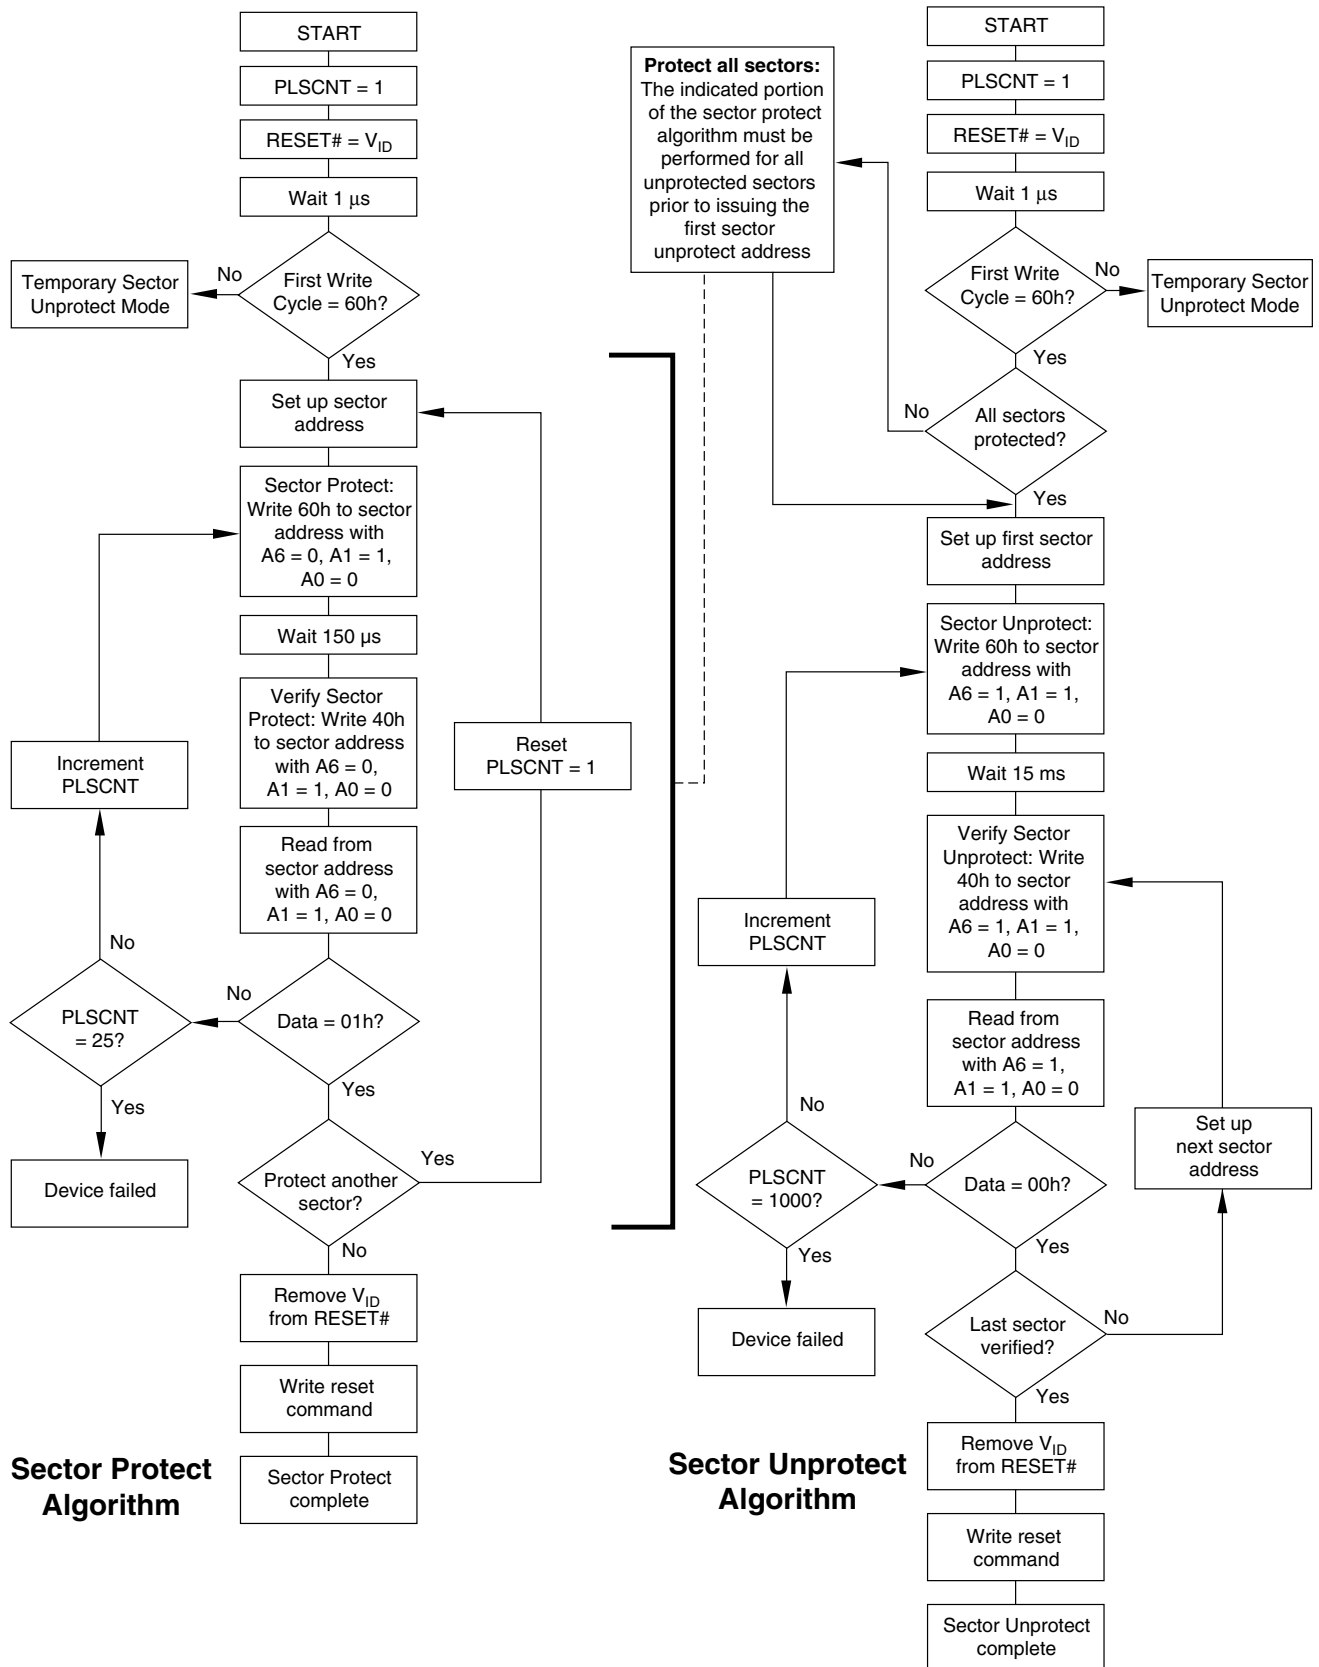 START
PLSCNT = 1
RESET# = VID
Wait 1 μs
First Write
Cycle = 60h?
No
Temporary Sector
Unprotect Mode
Yes
Set up sector
address
Sector Protect:
Write 60h to sector
address with
A6 = 0, A1 = 1,
A0 = 0
Wait 150 µs
Verify Sector
Protect: Write 40h
to sector address
with A6 = 0,
A1 = 1, A0 = 0
Reset
PLSCNT = 1
Increment
PLSCNT
Read from
sector address
with A6 = 0,
A1 = 1, A0 = 0
No
PLSCNT
= 25?
No
Data = 01h?
Yes
Yes
Device failed
Protect another
sector?
Yes
No
Remove VID
from RESET#
Write reset
command
Sector Protect
complete
Sector Protect
Algorithm
Protect all sectors:
The indicated portion
of the sector protect
algorithm must be
performed for all
unprotected sectors
prior to issuing the
first sector
unprotect address
START
PLSCNT = 1
RESET# = VID
Wait 1 μs
First Write
Cycle = 60h?
No
Temporary Sector
Unprotect Mode
Yes
No
All sectors
protected?
Yes
Set up first sector
address
Sector Unprotect:
Write 60h to sector
address with
A6 = 1, A1 = 1,
A0 = 0
Wait 15 ms
Verify Sector
Unprotect: Write
40h to sector
address with
A6 = 1, A1 = 1,
A0 = 0
Increment
PLSCNT
Read from
sector address
with A6 = 1,
A1 = 1, A0 = 0
No
Set up
next sector
address
PLSCNT
= 1000?
No
Data = 00h?
Yes
Yes
Device failed
Last sector
verified?
No
Yes
Remove VID
from RESET#
Write reset
command
Sector Unprotect
complete
Sector Unprotect
Algorithm